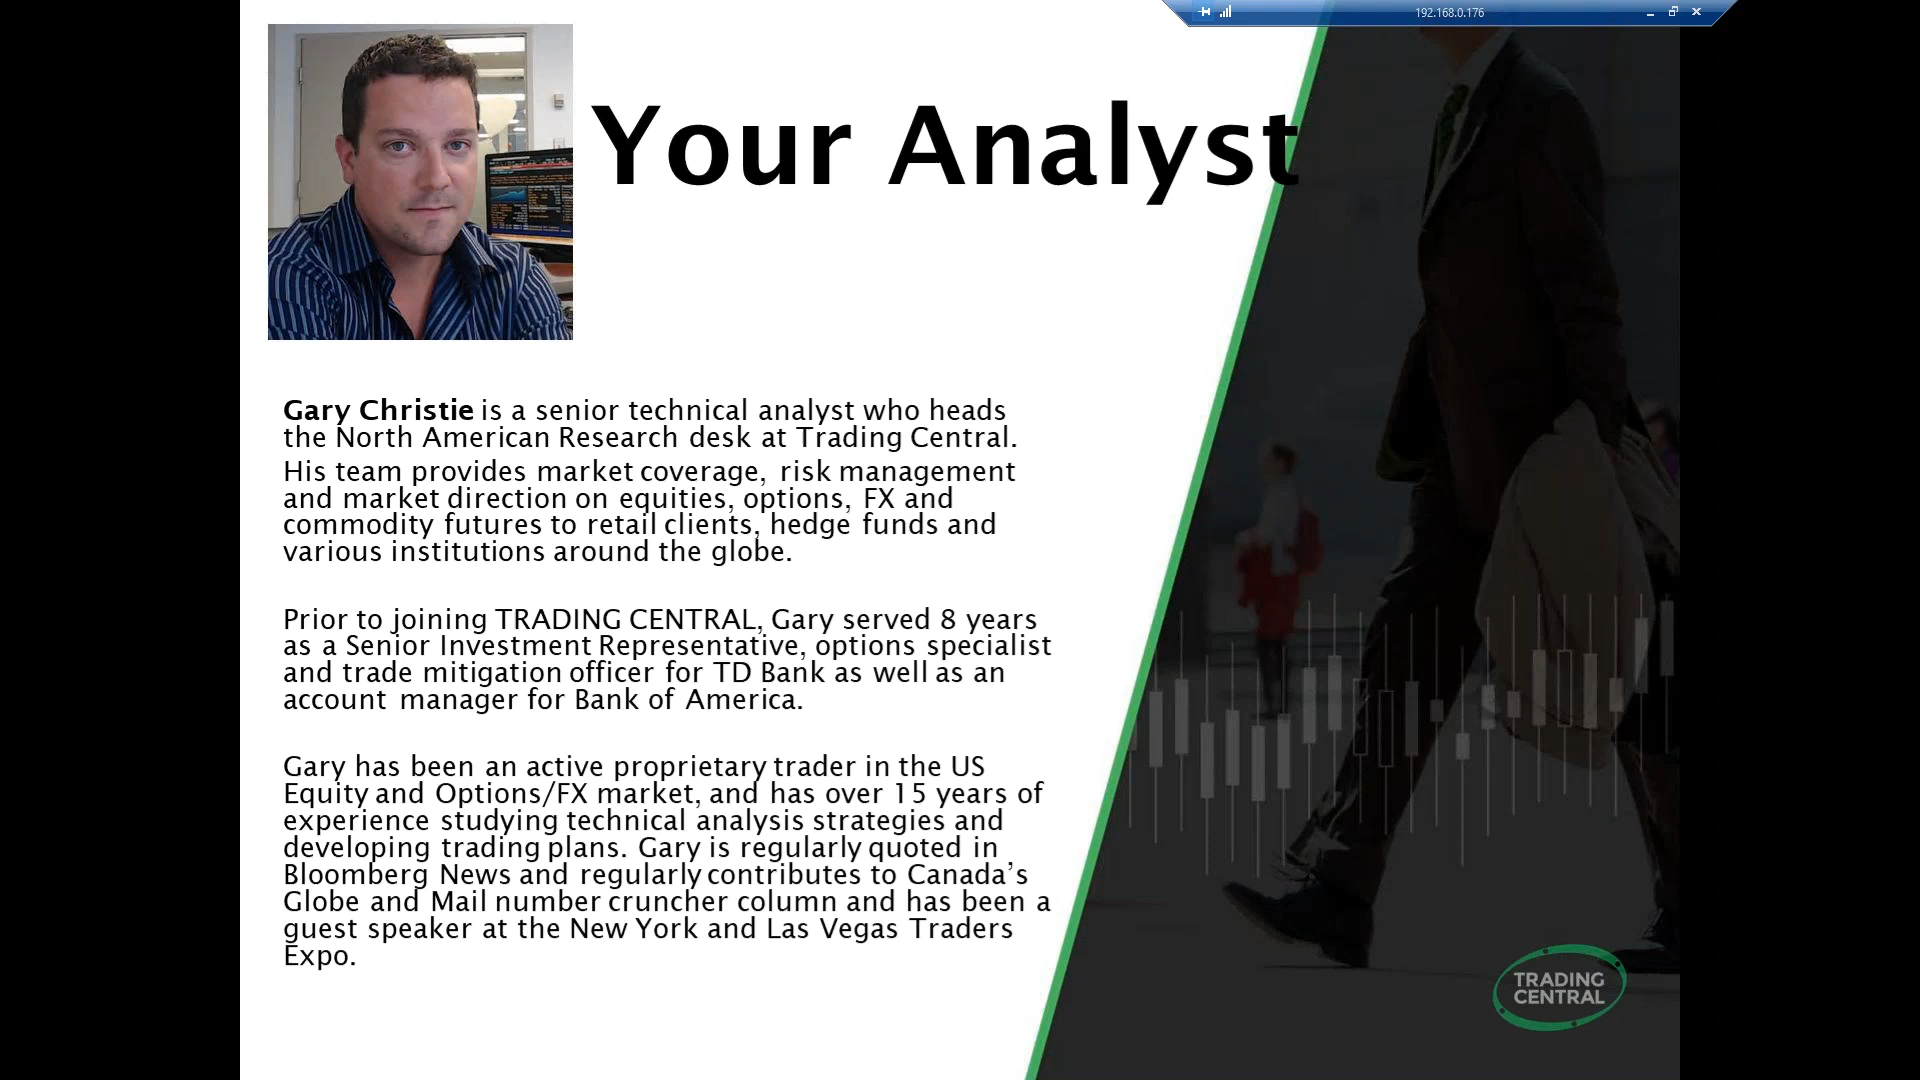 192.168.0.176
Your Analyst
Gary Christie is a senior technical analyst who heads
the North American Research desk at Trading Central.
His team provides market coverage, risk management
and market direction on equities, options, FX and
commodity futures to retail clients, hedge funds and
various institutions around the globe.
Prior to joining TRADING CENTRAL, Gary served 8 years
as a Senior Investment Representative, options specialist
and trade mitigation officer for TD Bank as well as an
account manager for Bank of America.
Gary has been an active proprietary trader in the US
Equity and Options/FX market, and has over 15 years of
experience studying technical analysis strategies and
developing trading plans. Gary is regularly quoted in
Bloomberg News and regularly contributes to Canada’s
Globe and Mail number cruncher column and has been a
guest speaker at the New York and Las Vegas Traders
Expo.
TRADING
CENTRAL